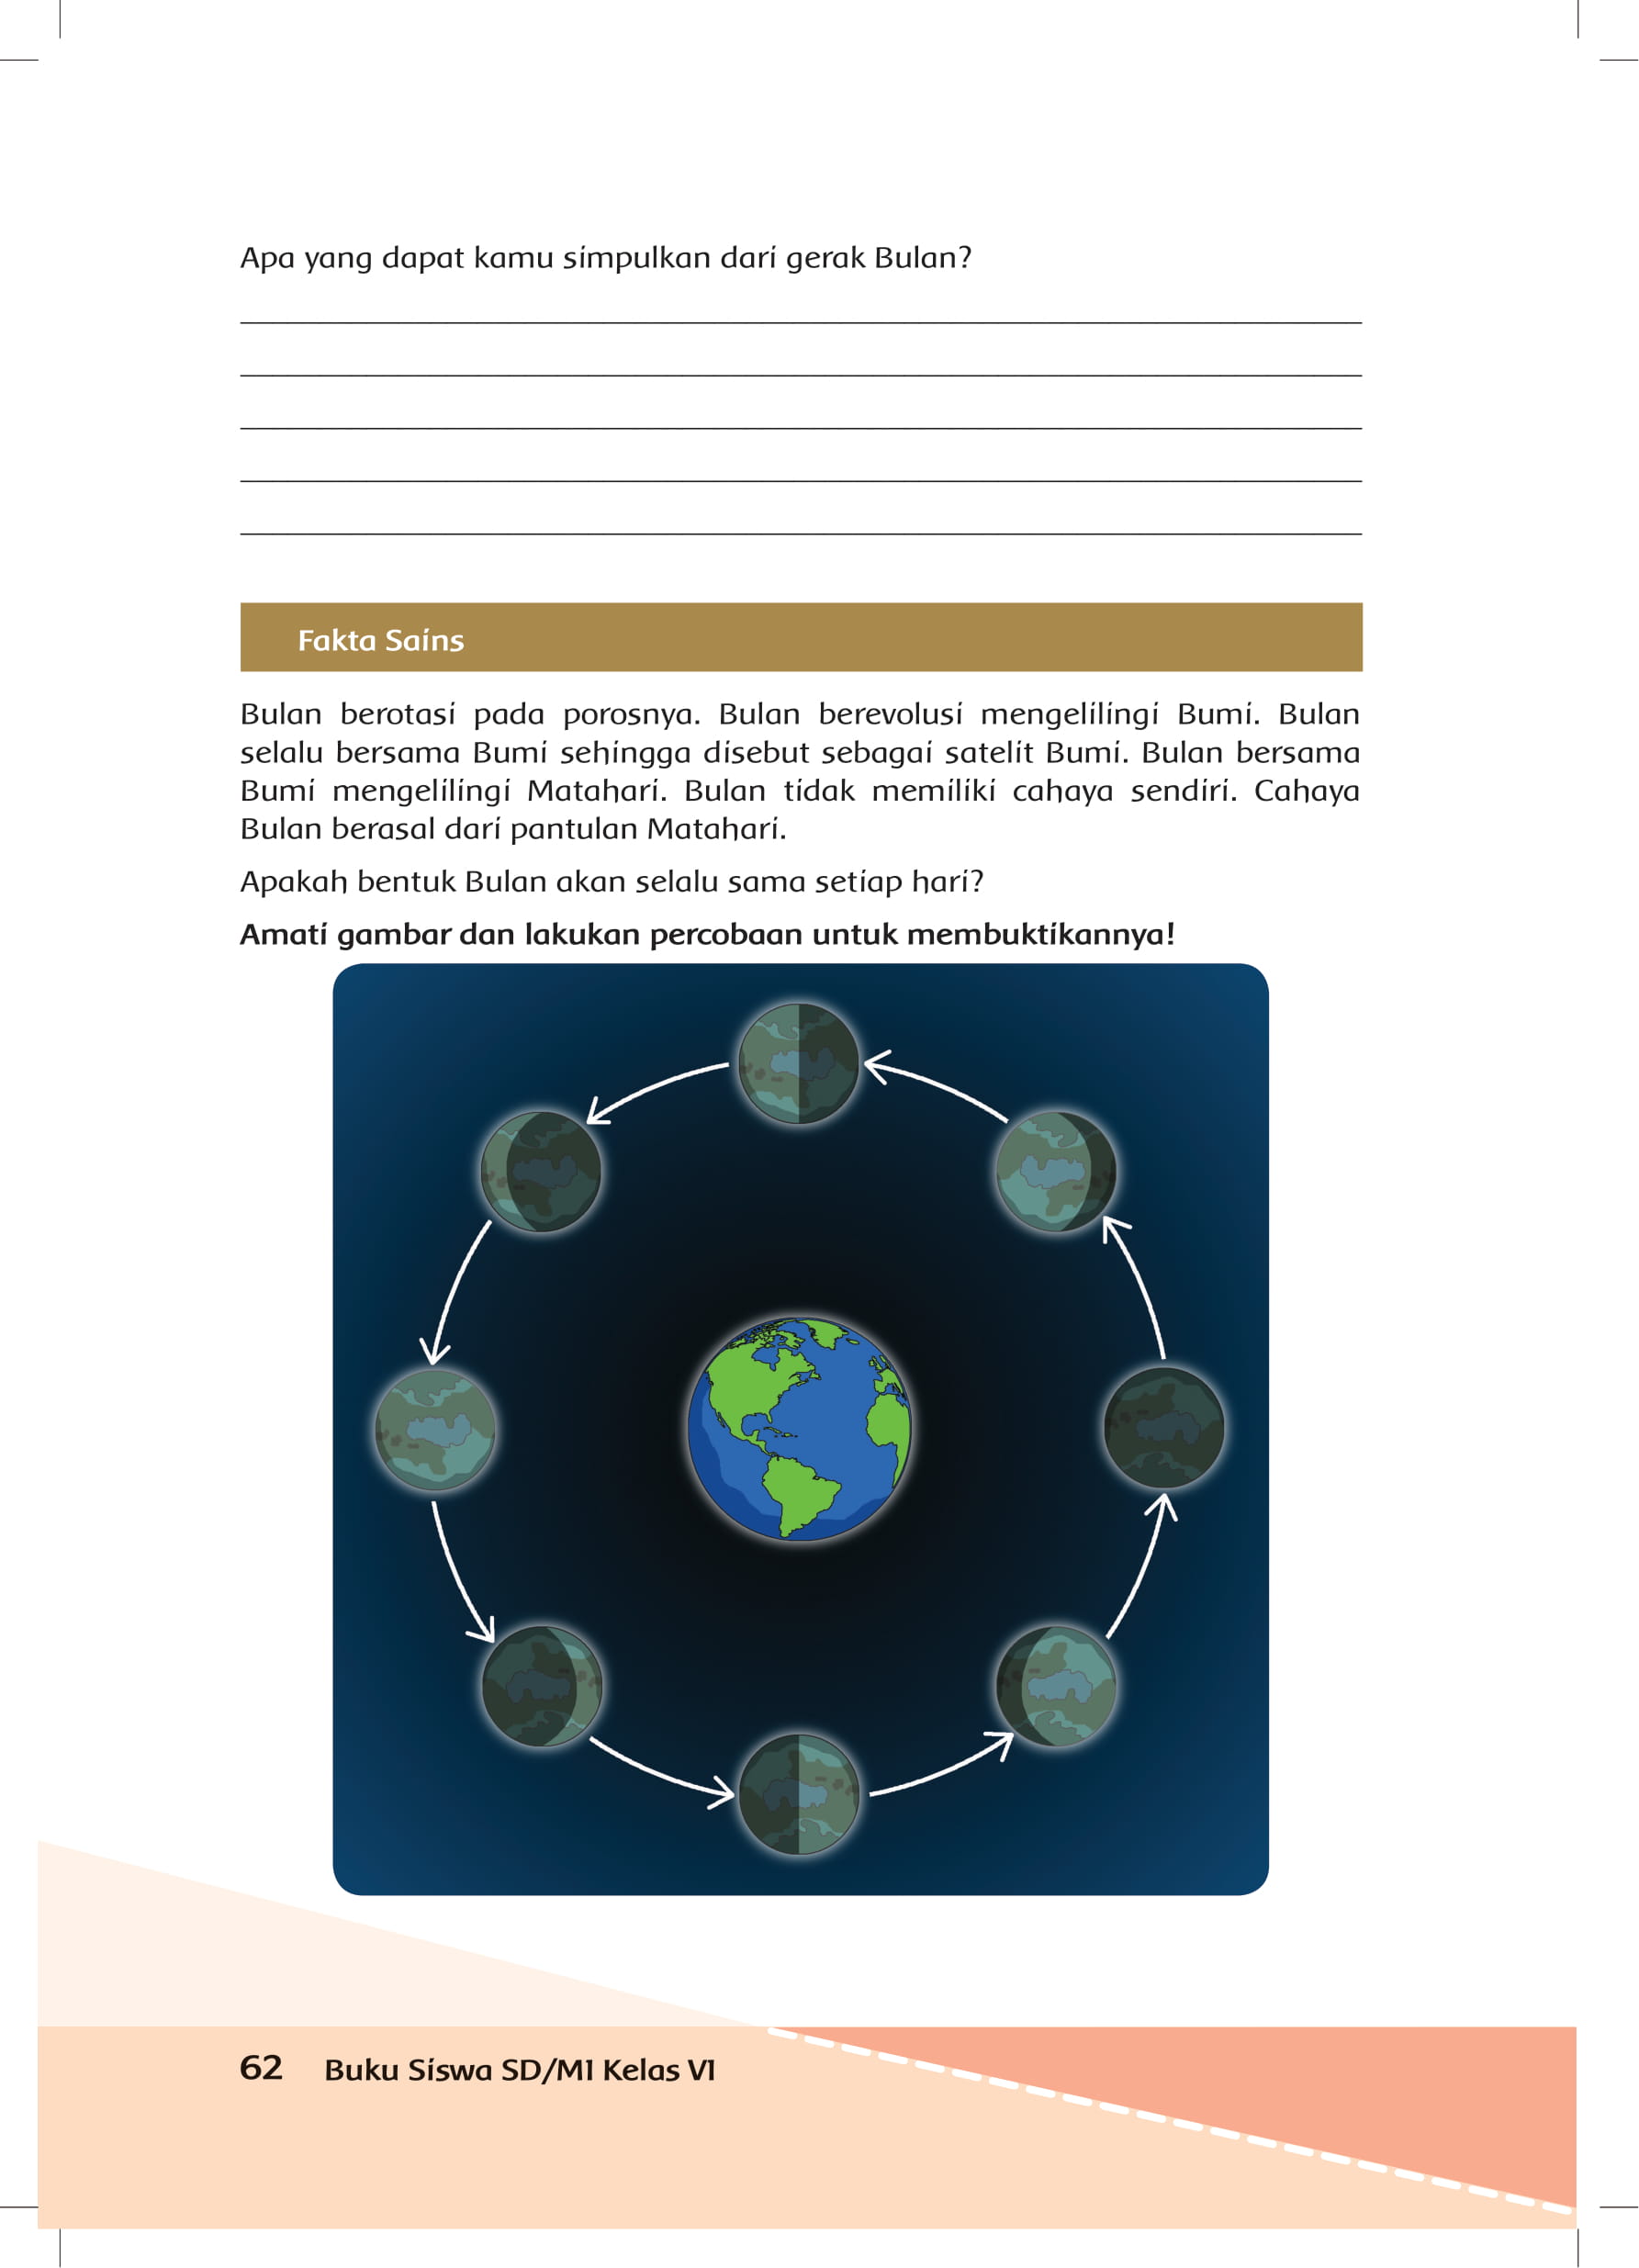 Apa yang dapat kamu simpulkan dari gerak Bulan?
Fakta Sains
Bulan berotasi pada porosnya. Bulan berevolusi mengelilingi Bumi. Bulan
selalu bersama Bumi sehingga disebut sebagai satelit Bumi. Bulan bersama
Bumi mengelilingi Matahari. Bulan tidak memiliki cahaya sendiri. Cahaya
Bulan berasal dari pantulan Matahari.
Apakah bentuk Bulan akan selalu sama setiap hari?
Amati gambar dan lakukan percobaan untuk membuktikannya!
62 Buku Siswa SD/MI Kelas VI